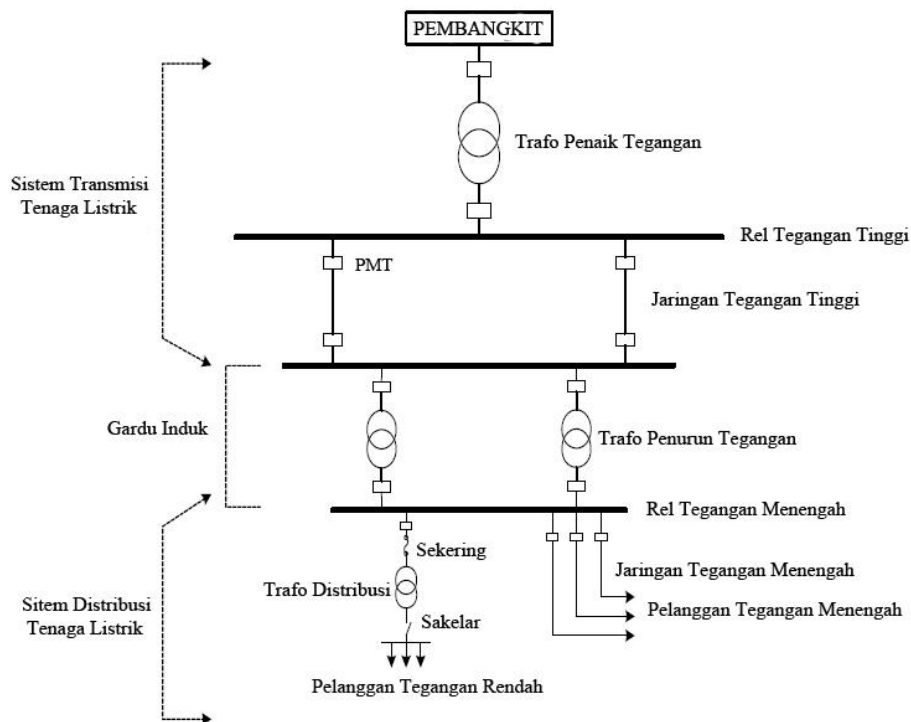 PEMBANGKIT
Trafo Penaik Tegangan
Sistem Transmisi
Tenaga Listrik
Rel Tegangan Tinggi
PMT
Jaringan Tegangan Tinggi
Gardu Induk
Trafo Penurun Tegangan
Rel Tegangan Menengah
Sekering
Jaringan Tegangan Menengah
Trafo Distribusi
Sitem Distribusi
Tenaga Listrik
Pelanggan Tegangan Menengah
Sakelar
Pelanggan Tegangan Rendah